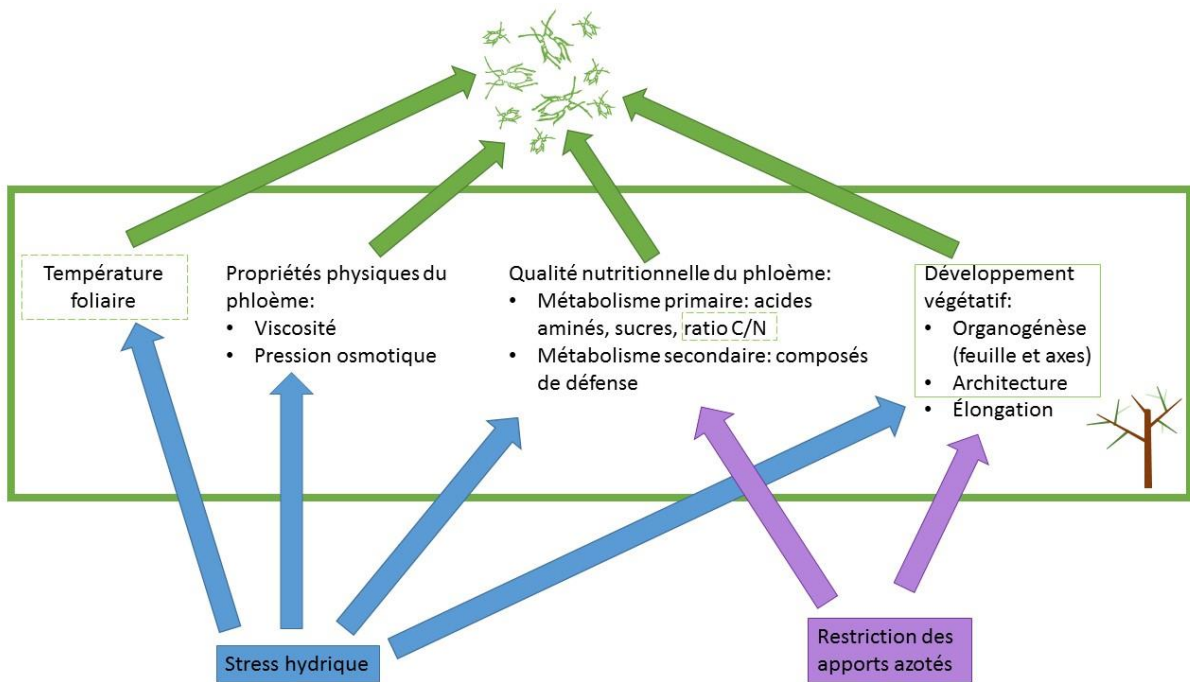 Température
foliaire
Propriétés physiques du
phloème:
• Viscosité
• Pression osmotique
Qualité nutritionnelle du phloème:
• Métabolisme primaire: acides
aminés, sucres, ratio C/N
• Métabolisme secondaire: composés
de défense
Développement
végétatif:
• Organogénèse
(feuille et axes)
• Architecture
• Élongation
Stress hydrique
Restriction des
apports azotés